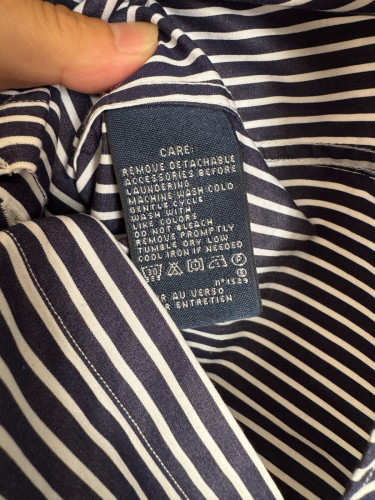 CARE:
REMOVE DETACHABLE
ACCESSORIES BEFORE
LAUNDERING
MACHINE WASH COLD
GENTLE CYCLE
WASH WITH
LIKE COLORS
DO NOT BLEACH
REMOVE PROMPTLY
TUMBLE DRY LOW
COOL IRON IF NEEDED
30
AU VERSO
ENTRETIEN